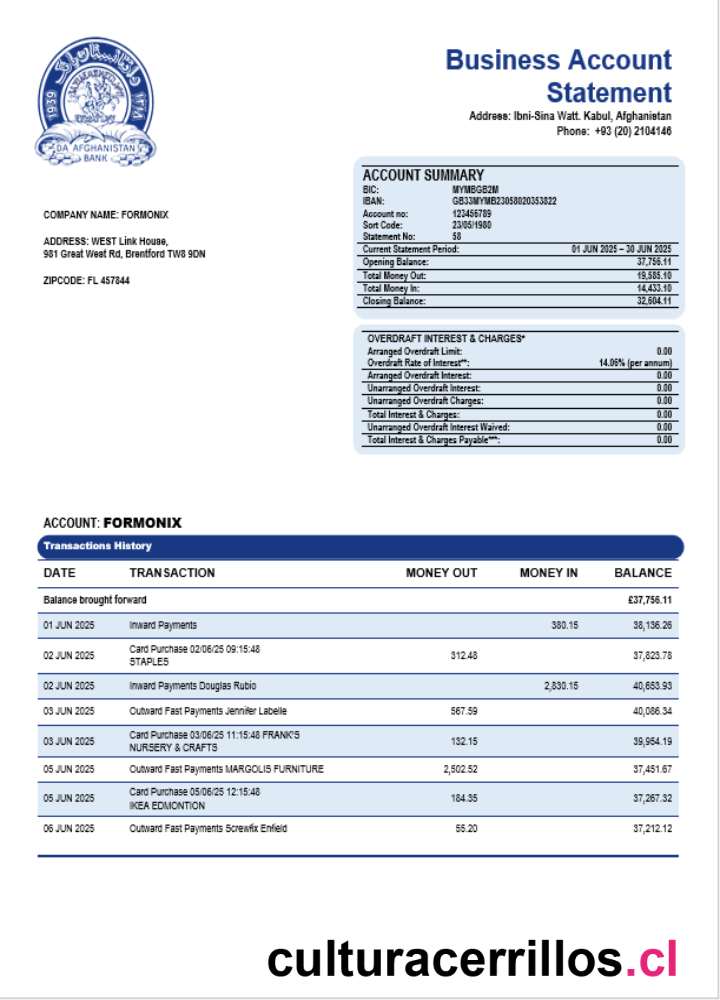 1939
DA AFGHANISTAN
BANK
Business Account
Statement
Address: Ibni-Sina Watt. Kabul, Afghanistan
Phone: +93 (20) 2104146
COMPANY NAME: FORMONIX
ADDRESS: WEST Link House,
981 Great West Rd, Brentford TW8 9DN
ZIPCODE: FL 457844
ACCOUNT SUMMARY
BIC: MYMBGB2M
IBAN: GB33MYMB23058020353822
Account no: 123456789
Sort Code: 23/05/1980
Statement No: 58
Current Statement Period: 01 JUN 2025 – 30 JUN 2025
Opening Balance: 37,756.11
Total Money Out: 19,585.10
Total Money In: 14,433.10
Closing Balance: 32,604.11
OVERDRAFT INTEREST & CHARGES*
Arranged Overdraft Limit: 0.00
Overdraft Rate of Interest**: 14.06% (per annum)
Arranged Overdraft Interest: 0.00
Unarranged Overdraft Interest: 0.00
Unarranged Overdraft Charges: 0.00
Total Interest & Charges: 0.00
Unarranged Overdraft Interest Waived: 0.00
Total Interest & Charges Payable***: 0.00
ACCOUNT: FORMONIX
Transactions History
DATE TRANSACTION MONEY OUT MONEY IN BALANCE
Balance brought forward £37,756.11
01 JUN 2025 Inward Payments 380.15 38,136.26
02 JUN 2025 Card Purchase 02/06/25 09:15:48 312.48 37,823.78
STAPLES
02 JUN 2025 Inward Payments Douglas Rubio 2,830.15 40,653.93
03 JUN 2025 Outward Fast Payments Jennifer Labelle 567.59 40,086.34
03 JUN 2025 Card Purchase 03/06/25 11:15:48 FRANK'S 132.15 39,954.19
NURSERY & CRAFTS
05 JUN 2025 Outward Fast Payments MARGOLIS FURNITURE 2,502.52 37,451.67
05 JUN 2025 Card Purchase 05/06/25 12:15:48 184.35 37,267.32
IKEA EDMONTION
06 JUN 2025 Outward Fast Payments Screwfix Enfield 55.20 37,212.12
culturacerrillos.cl